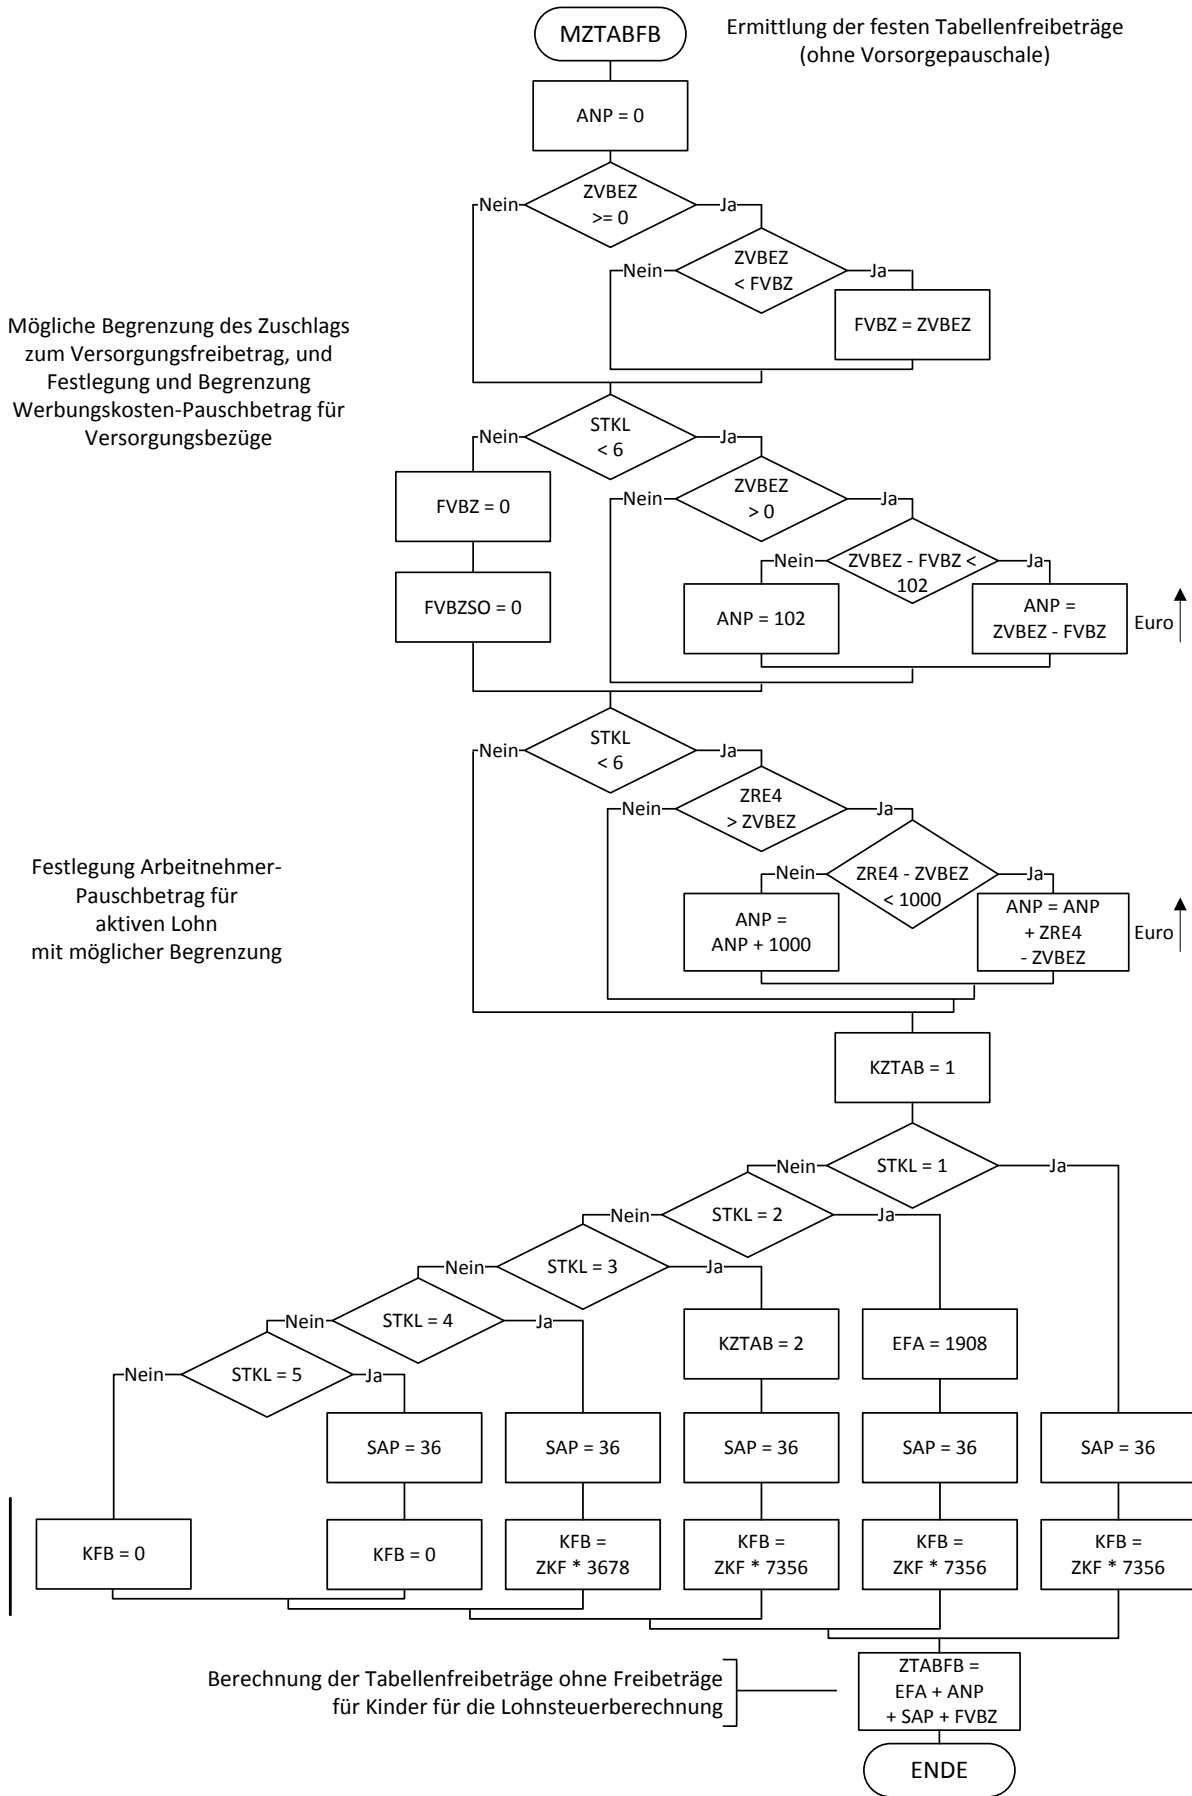 MZTABFB
Ermittlung der festen Tabellenfreibeträge
(ohne Vorsorgepauschale)
ANP = 0
ZVBEZ
>= 0
Nein
Ja
ZVBEZ
< FVBZ
Nein
Ja
FVBZ = ZVBEZ
Mögliche Begrenzung des Zuschlags
zum Versorgungsfreibetrag, und
Festlegung und Begrenzung
Werbungskosten-Pauschbetrag für
Versorgungsbezüge
STKL
< 6
Nein
Ja
FVBZ = 0
FVBZSO = 0
ZVBEZ
> 0
Nein
Ja
ZVBEZ - FVBZ <
102
Nein
Ja
ANP = 102
ANP =
ZVBEZ - FVBZ
Euro
STKL
< 6
Nein
Ja
ZRE4
> ZVBEZ
Nein
Ja
Festlegung Arbeitnehmer-
Pauschbetrag für
aktiven Lohn
mit möglicher Begrenzung
ZRE4 - ZVBEZ
< 1000
Nein
Ja
ANP =
ANP + 1000
ANP = ANP
+ ZRE4
- ZVBEZ
Euro
KZTAB = 1
STKL = 1
Nein
Ja
STKL = 2
Nein
Ja
STKL = 3
Nein
Ja
STKL = 4
Nein
Ja
KZTAB = 2
EFA = 1908
STKL = 5
Nein
Ja
SAP = 36
SAP = 36
SAP = 36
SAP = 36
SAP = 36
KFB = 0
KFB = 0
KFB =
ZKF * 3678
KFB =
ZKF * 7356
KFB =
ZKF * 7356
KFB =
ZKF * 7356
Berechnung der Tabellenfreibeträge ohne Freibeträge
für Kinder für die Lohnsteuerberechnung
ZTABFB =
EFA + ANP
+ SAP + FVBZ
ENDE